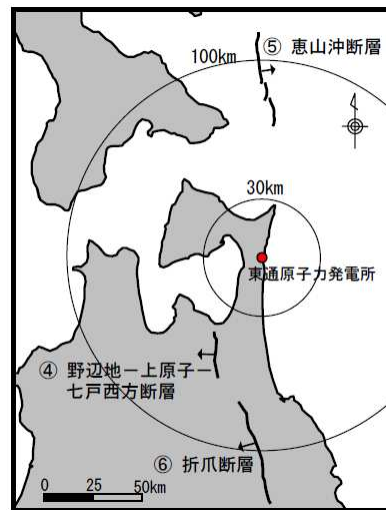 ⑤ 恵山沖断層
100km
30km
東通原子力発電所
④ 野辺地－上原子－
七戸西方断層
⑥ 折爪断層
0 25 50km